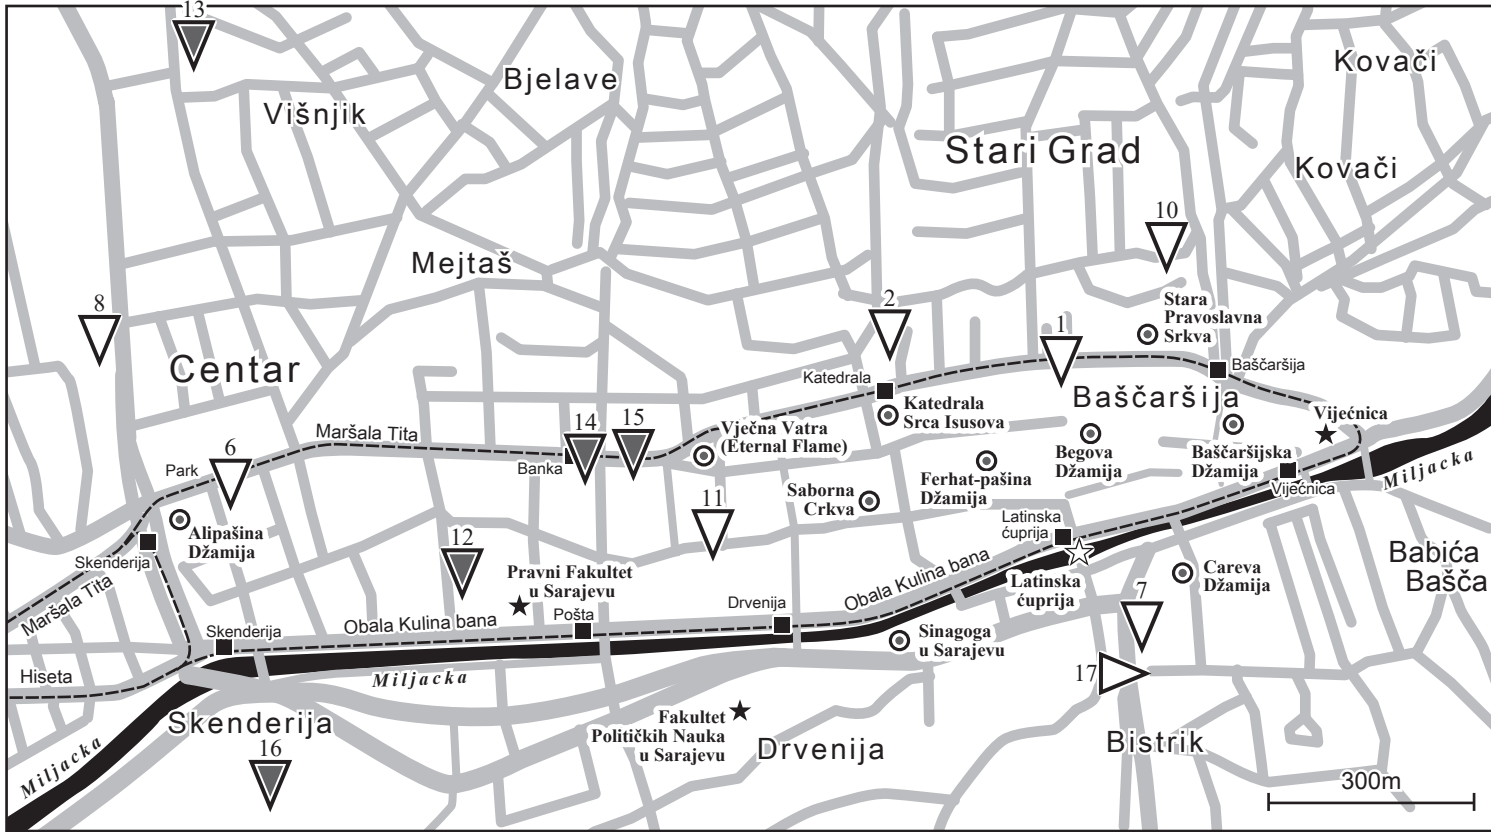 13
Kovači
Bjelave
Višnjik
Stari Grad
Kovači
10
Mejtaš
8
2
1
Stara
Pravoslavna
Srkva
Centar
Katedrala
Baščaršija
Baščaršija
Katedrala
Srca Isusova
Vijećnica
Maršala Tita
14
15
Vječna Vatra
(Eternal Flame)
Begova
Džamija
Baščaršijska
Džamija
Park
6
Banka
Ferhat-pašina
Džamija
Miljacka
Vijećnica
Saborna
Crkva
11
Latinska
ćuprija
Alipašina
Džamija
Skenderija
12
Pravni Fakultet
u Sarajevu
Obala Kulina bana
Latinska
ćuprija
Careva
Džamija
Babića
Bašča
Maršala Tita
7
Skenderija
Obala Kulina bana
Pošta
Drvenija
Sinagoga
u Sarajevu
Hiseta
Miljacka
17
Skenderija
Fakultet
Političkih Nauka
u Sarajevu
Drvenija
Bistrik
Miljacka
16
300m